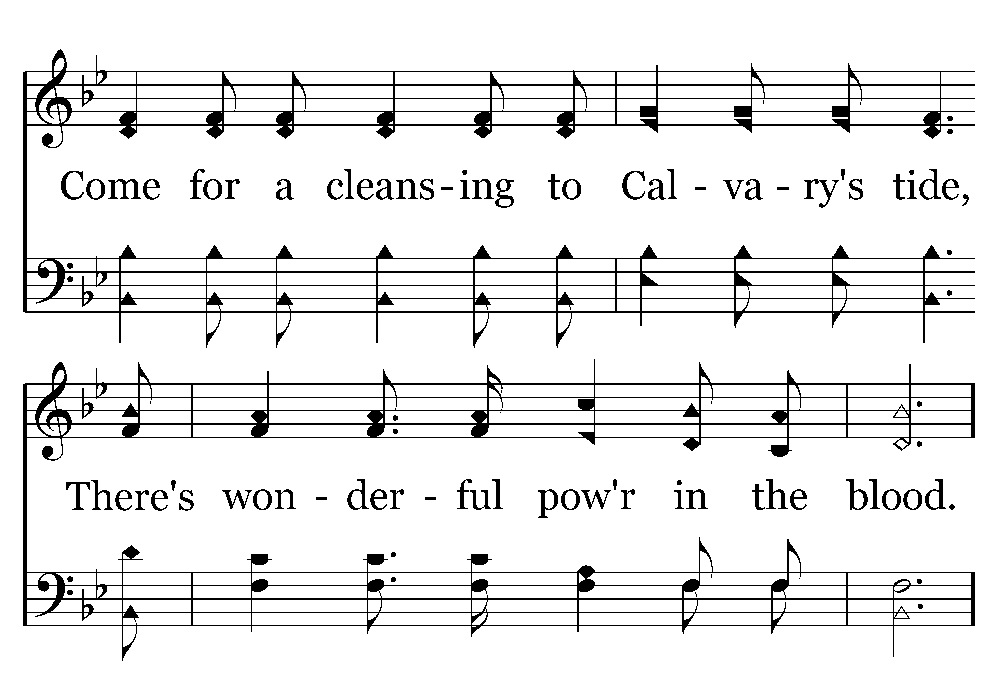 Come for a cleans-ing to Cal - va - ry's tide,
There's won - der - ful pow'r in the blood.